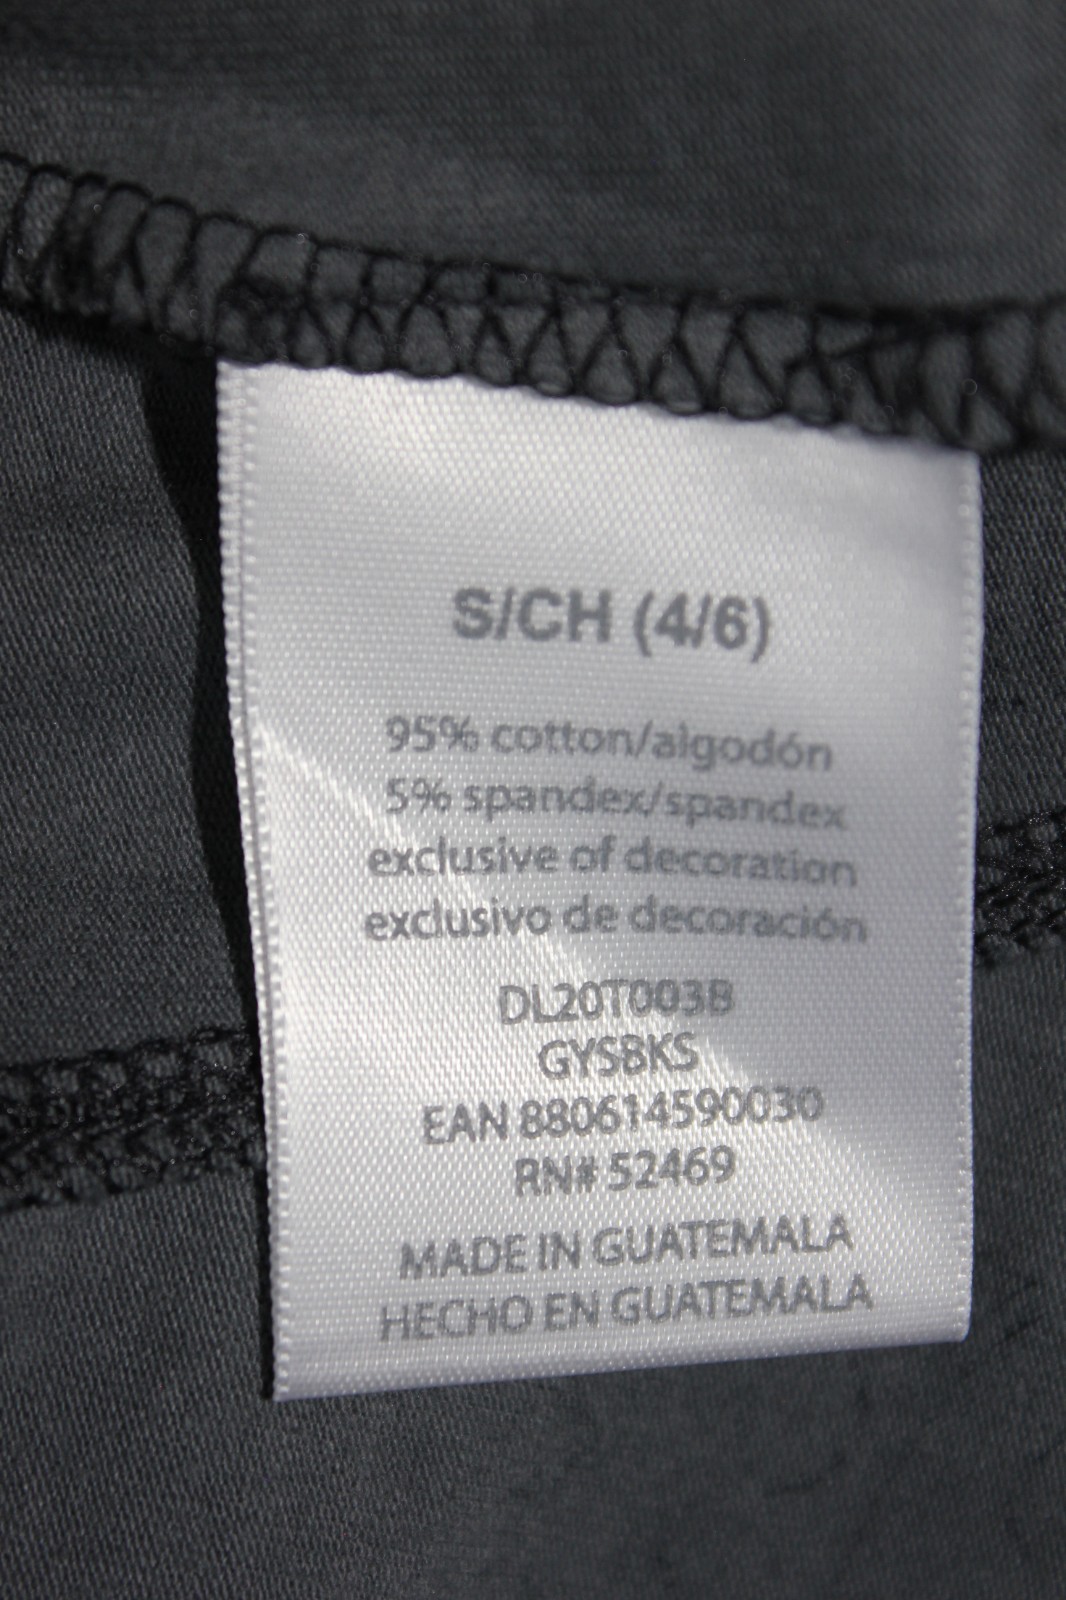 S/CH (4/6)
95% cotton/algodón
5% spandex/spandex
exclusive of decoration
exclusivo de decoración
DL20T003B
GYSBKS
EAN 880614590030
RN# 52469
MADE IN GUATEMALA
HECHO EN GUATEMALA